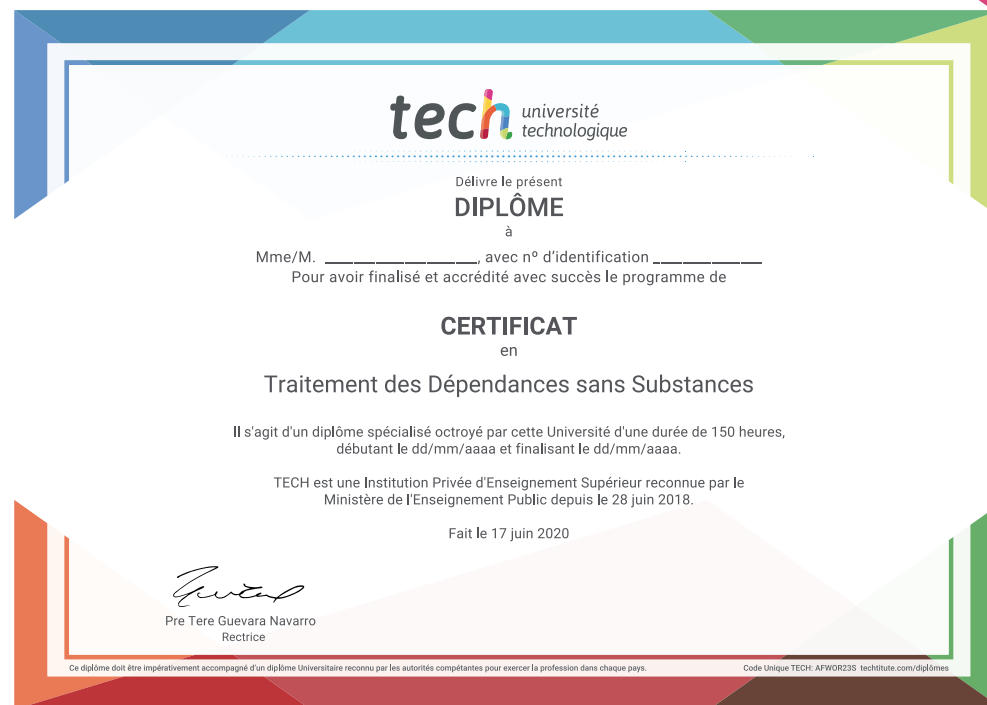 tech université
technologique
Délivre le présent
DIPLÔME
à
Mme/M. ____________________, avec nº d'identification ______________
Pour avoir finalisé et accrédité avec succès le programme de
CERTIFICAT
en
Traitement des Dépendances sans Substances
Il s'agit d'un diplôme spécialisé octroyé par cette Université d'une durée de 150 heures,
débutant le dd/mm/aaaa et finalisant le dd/mm/aaaa.
TECH est une Institution Privée d'Enseignement Supérieur reconnue par le
Ministère de l'Enseignement Public depuis le 28 juin 2018.
Fait le 17 juin 2020
Pre Tere Guevara Navarro
Rectrice
Ce diplôme doit être impérativement accompagné d'un diplôme Universitaire reconnu par les autorités compétantes pour exercer la profession dans chaque pays.
Code Unique TECH: AFWOR23S techtitute.com/diplômes